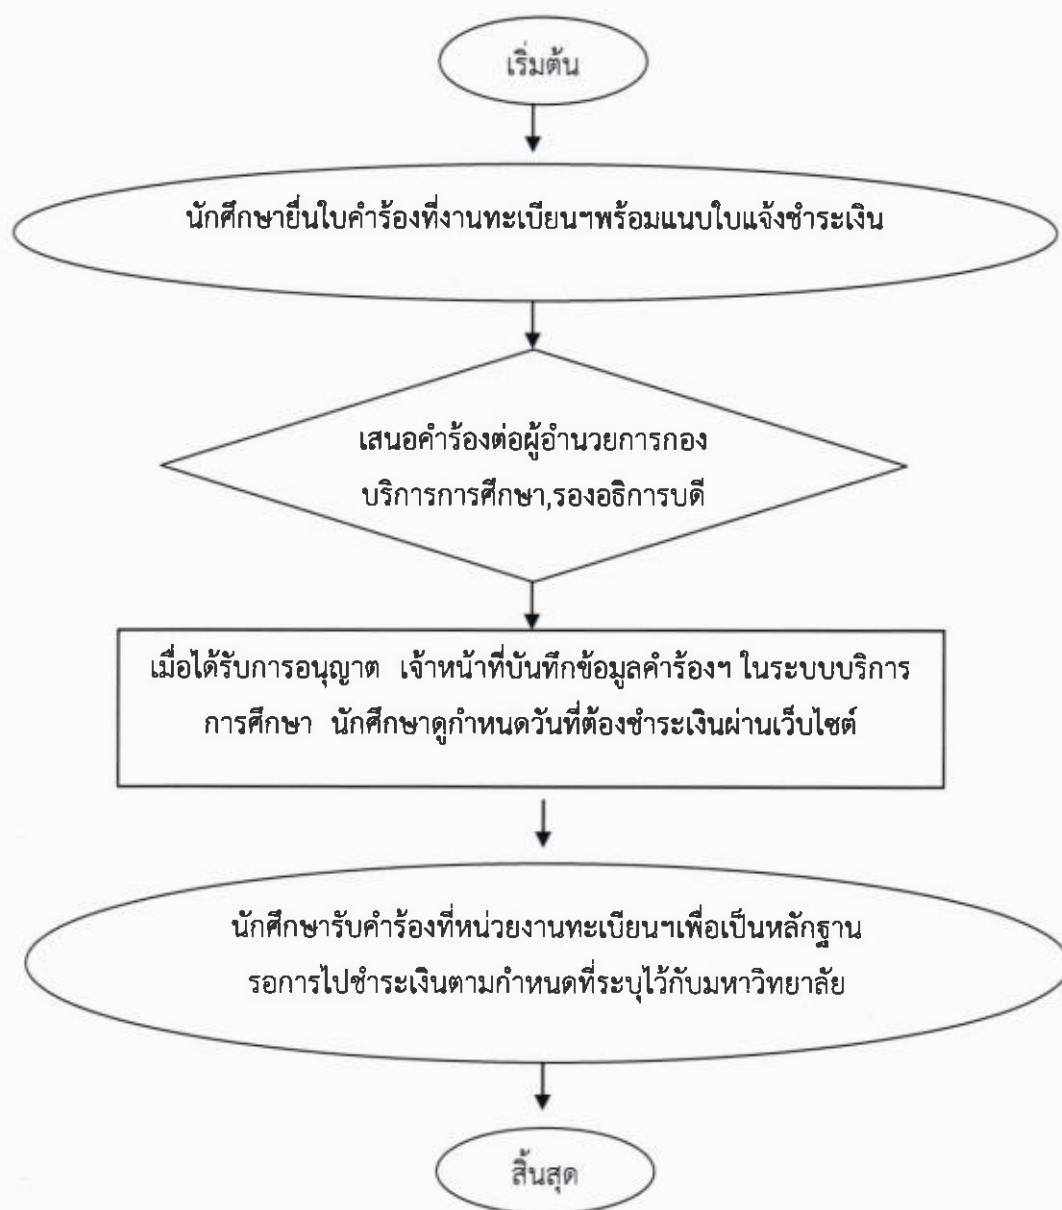 เริ่มต้น
นักศึกษายื่นใบคำร้องที่งานทะเบียนฯพร้อมแนบใบแจ้งชำระเงิน
เสนอคำร้องต่อผู้อำนวยการกอง
บริการการศึกษา,รองอธิการบดี
เมื่อได้รับการอนุญาต เจ้าหน้าที่บันทึกข้อมูลคำร้องฯ ในระบบบริการ
การศึกษา นักศึกษาดูกำหนดวันที่ต้องชำระเงินผ่านเว็บไซต์
นักศึกษารับคำร้องที่หน่วยงานทะเบียนฯเพื่อเป็นหลักฐาน
รอการไปชำระเงินตามกำหนดที่ระบุไว้กับมหาวิทยาลัย
สิ้นสุด